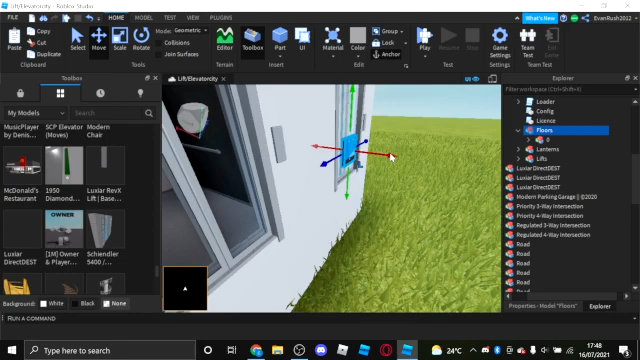 Lift/Elevatorcity - Roblox Studio
FILE
HOME
MODEL
TEST
VIEW
PLUGINS
What's New
EvanRush2012
Paste
Copy
Cut
Duplicate
Clipboard
Select
Move
Scale
Rotate
Tools
Mode: Geometric
Collisions
Join Surfaces
Editor
Terrain
Toolbox
Part
UI
Insert
Material
Color
Group
Lock
Anchor
Edit
Play
Resume
Stop
Test
Game Settings
Team Test
Exit Game
Settings
Team Test
Toolbox
Lift/Elevatorcity
Explorer
My Models
Search
MusicPlayer by Denis...
SCP Elevator (Moves)
Modern Chair
McDonald's Restaurant
1950 Diamond...
Luxiar RevX Lift | Base...
OWNER
Luxiar DirectDEST
[1M] Owner & Player...
Schiendler 5400 /...
Background:
White
Black
None
Filter workspace (Ctrl+Shift+X)
Loader
Config
Licence
Floors
0
Lanterns
Lifts
Luxiar DirectDEST
Luxiar DirectDEST
Luxiar DirectDEST
Modern Parking Garage | ©2020
Priority 3-Way Intersection
Priority 4-Way Intersection
Regulated 3-Way Intersection
Regulated 4-Way Intersection
Road
Road
Road
Road
Road
Properties - Model "Floors"
Explorer
RUN A COMMAND
Type here to search
24°C
17:48
16/07/2021